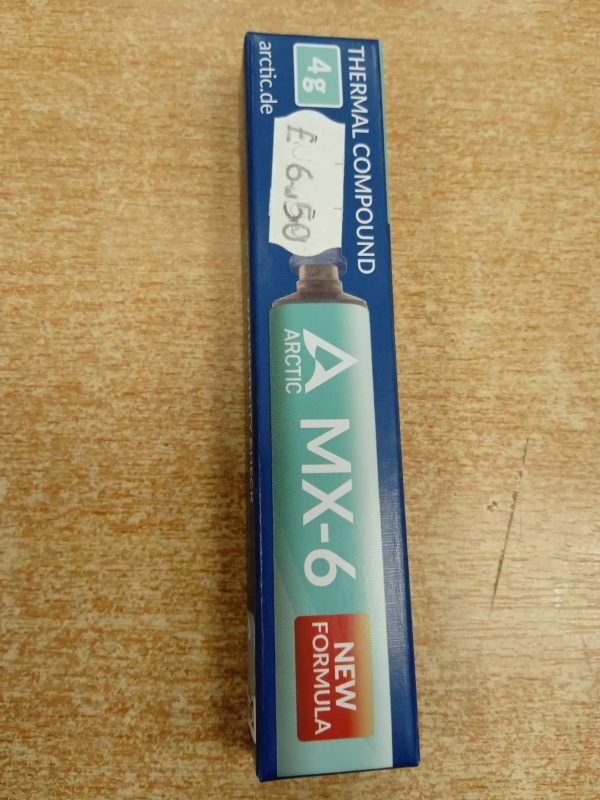 THERMAL COMPOUND
4g
arctic.de
£6.50
ARCTIC
MX-6
NEW
FORMULA